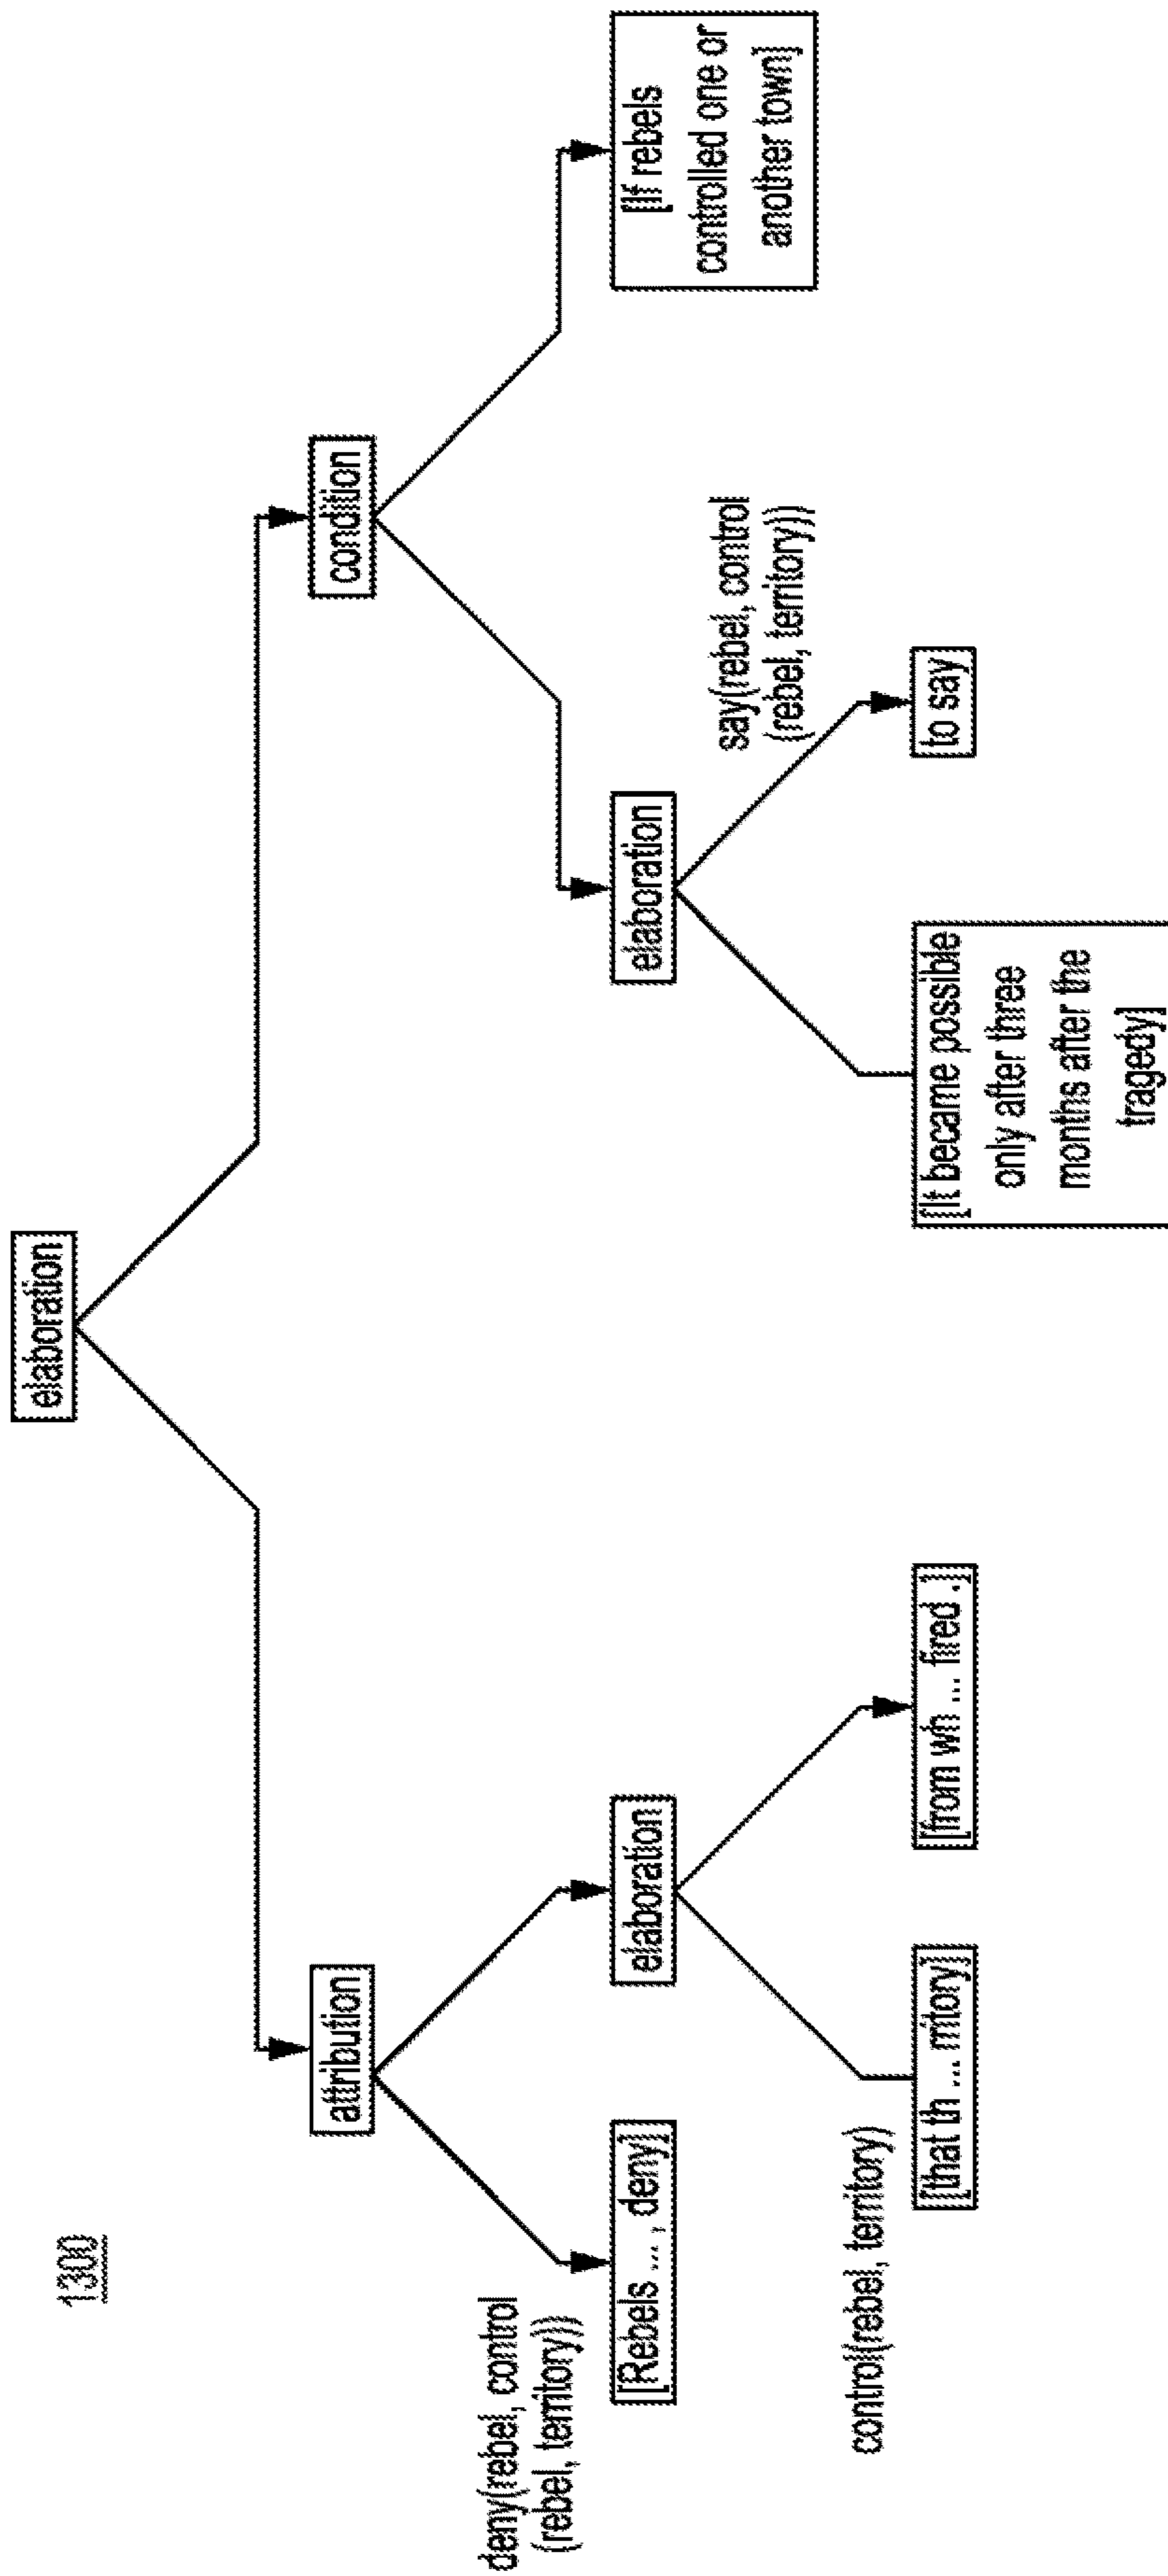 1300
elaboration
attribution
condition
deny(rebel, control
(rebel, territory))
[Rebels ... , deny]
elaboration
elaboration
[If rebels
controlled one or
another town]
say(rebel, control
(rebel, territory))
control(rebel, territory)
[that th ... rritory]
[from wh ... fired .]
[It became possible
only after three
months after the
tragedy]
[to say